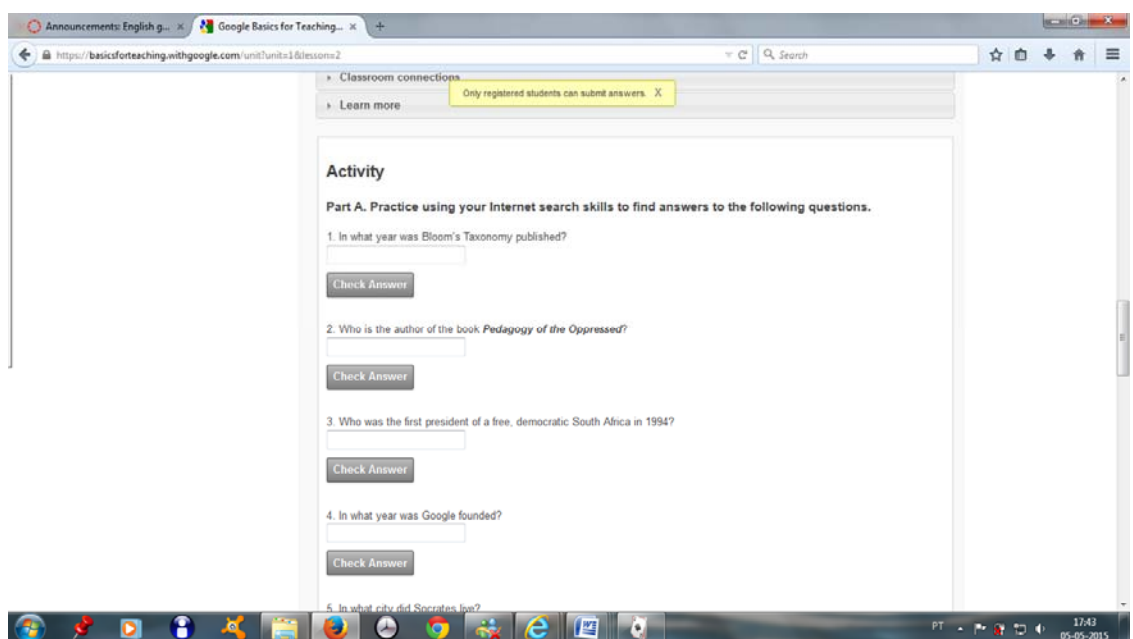 Announcements: English g... ×
Google Basics for Teaching... × +
https://basicsforteaching.withgoogle.com/unit?unit=1&lesson=2
Search
Classroom connections
Only registered students can submit answers. X
Learn more
Activity
Part A. Practice using your Internet search skills to find answers to the following questions.
1. In what year was Bloom's Taxonomy published?
Check Answer
2. Who is the author of the book Pedagogy of the Oppressed?
Check Answer
3. Who was the first president of a free, democratic South Africa in 1994?
Check Answer
4. In what year was Google founded?
Check Answer
5. In what city did Socrates live?
PT
17:43
05-05-2015